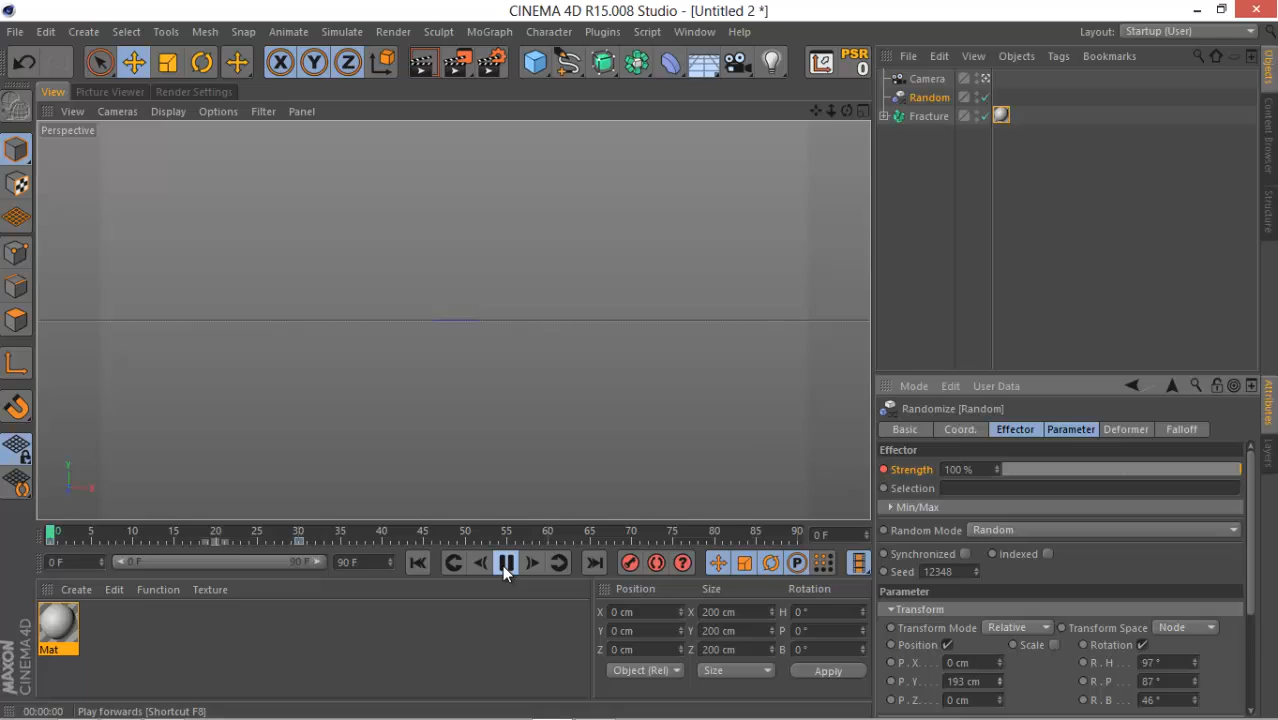 CINEMA 4D R15.008 Studio - [Untitled 2 *]
File Edit Create Select Tools Mesh Snap Animate Simulate Render Sculpt MoGraph Character Plugins Script Window Help Layout: Startup (User)
X Y Z PSR 0
File Edit View Objects Tags Bookmarks
View Picture Viewer Render Settings
View Cameras Display Options Filter Panel
Camera
Random
Fracture
Perspective
Objects
Content Browser
Structure
Mode Edit User Data
Randomize [Random]
Basic Coord. Effector Parameter Deformer Falloff
Attributes
Layers
Effector
Strength 100 %
Selection
Min/Max
Random Mode Random
Synchronized Indexed
Seed 12348
Parameter
Transform
Transform Mode Relative Transform Space Node
Position Scale Rotation
P . X 0 cm R . H 97 °
P . Y 193 cm R . P 87 °
P . Z 0 cm R . B 46 °
Y
X
0 5 10 15 20 25 30 35 40 45 50 55 60 65 70 75 80 85 90 0 F
0 F 0 F 90 F 90 F
P
Create Edit Function Texture
Mat
Position Size Rotation
X 0 cm X 200 cm H 0 °
Y 0 cm Y 200 cm P 0 °
Z 0 cm Z 200 cm B 0 °
Object (Rel) Size Apply
MAXON CINEMA 4D
00:00:00 Play forwards [Shortcut F8]